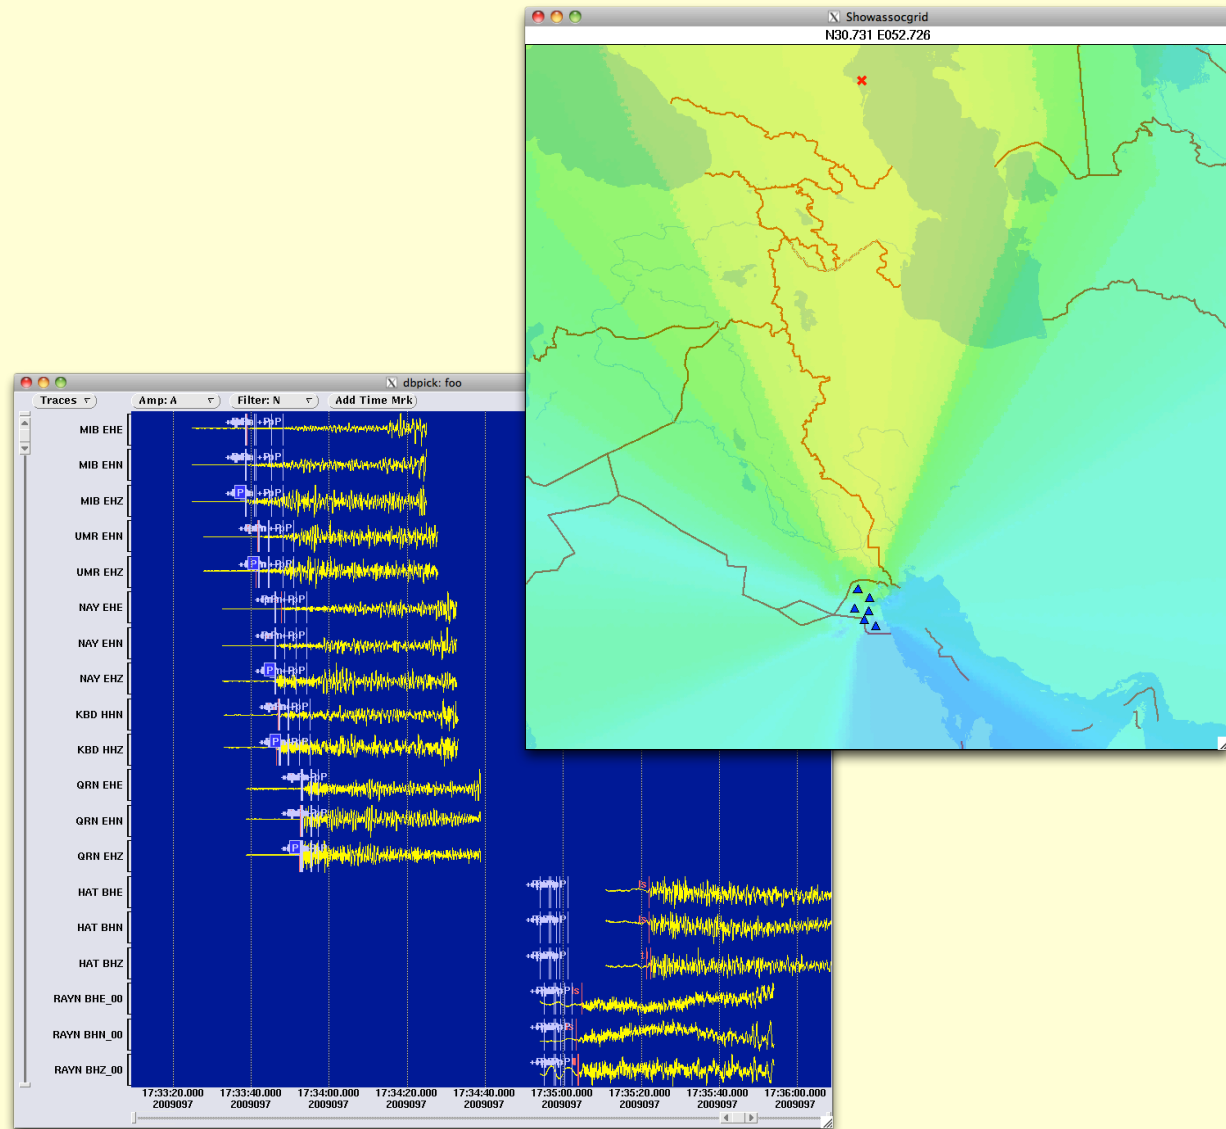 Showassocgrid
N30.731 E052.726
dbpick: foo
Traces
Amp: A
Filter: N
Add Time Mrk
MIB EHE
MIB EHN
MIB EHZ
P
UMR EHN
UMR EHZ
P
NAY EHE
NAY EHN
NAY EHZ
P
KBD HHN
KBD HHZ
P
QRN EHE
QRN EHN
QRN EHZ
P
HAT BHE
HAT BHN
HAT BHZ
RAYN BHE_00
RAYN BHN_00
RAYN BHZ_00
17:33:20.000 17:33:40.000 17:34:00.000 17:34:20.000 17:34:40.000 17:35:00.000 17:35:20.000 17:35:40.000 17:36:00.000
2009097 2009097 2009097 2009097 2009097 2009097 2009097 2009097 2009097